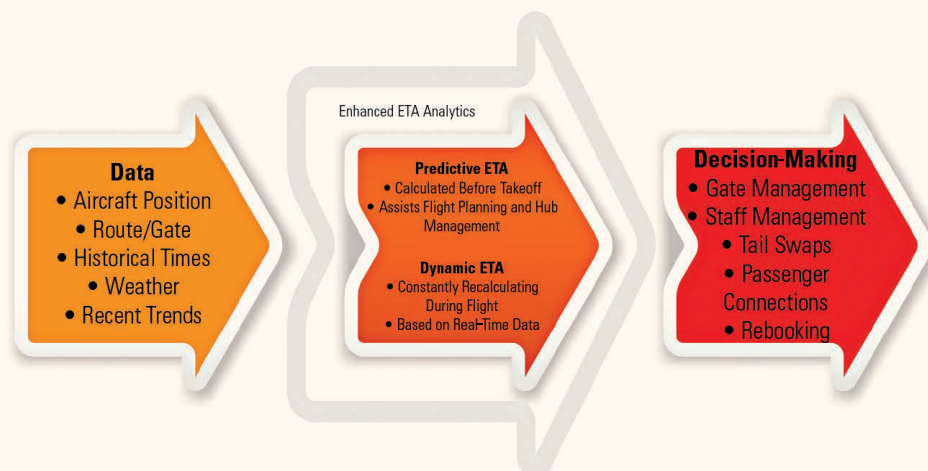 Data
• Aircraft Position
• Route/Gate
• Historical Times
• Weather
• Recent Trends
Enhanced ETA Analytics
Predictive ETA
• Calculated Before Takeoff
• Assists Flight Planning and Hub
Management
Dynamic ETA
• Constantly Recalculating
During Flight
• Based on Real-Time Data
Decision-Making
• Gate Management
• Staff Management
• Tail Swaps
• Passenger
Connections
• Rebooking